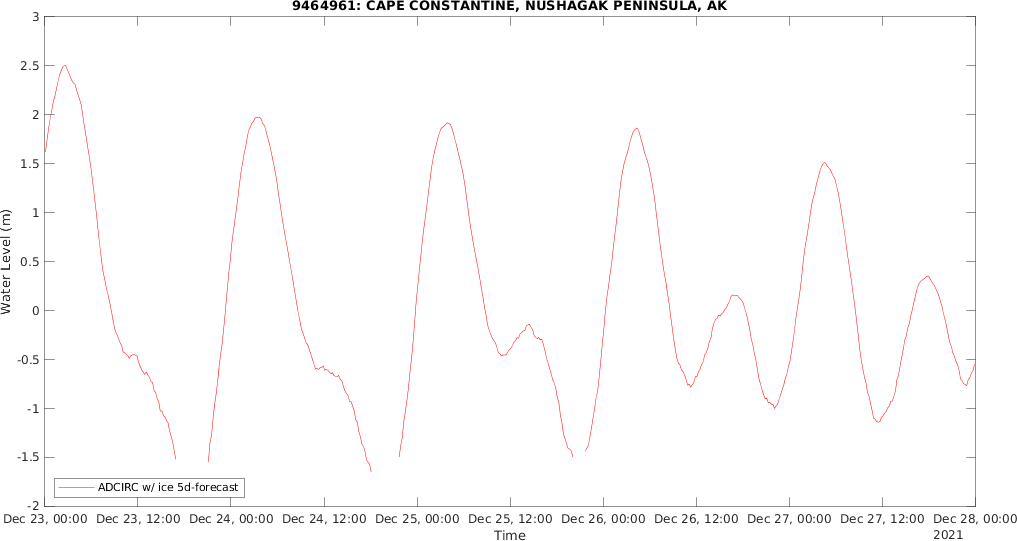 9464961: CAPE CONSTANTINE, NUSHAGAK PENINSULA, AK
3
2.5
2
1.5
1
0.5
0
-0.5
-1
-1.5
-2
Water Level (m)
ADCIRC w/ ice 5d-forecast
Dec 23, 00:00 Dec 23, 12:00 Dec 24, 00:00 Dec 24, 12:00 Dec 25, 00:00 Dec 25, 12:00 Dec 26, 00:00 Dec 26, 12:00 Dec 27, 00:00 Dec 27, 12:00 Dec 28, 00:00
Time
2021